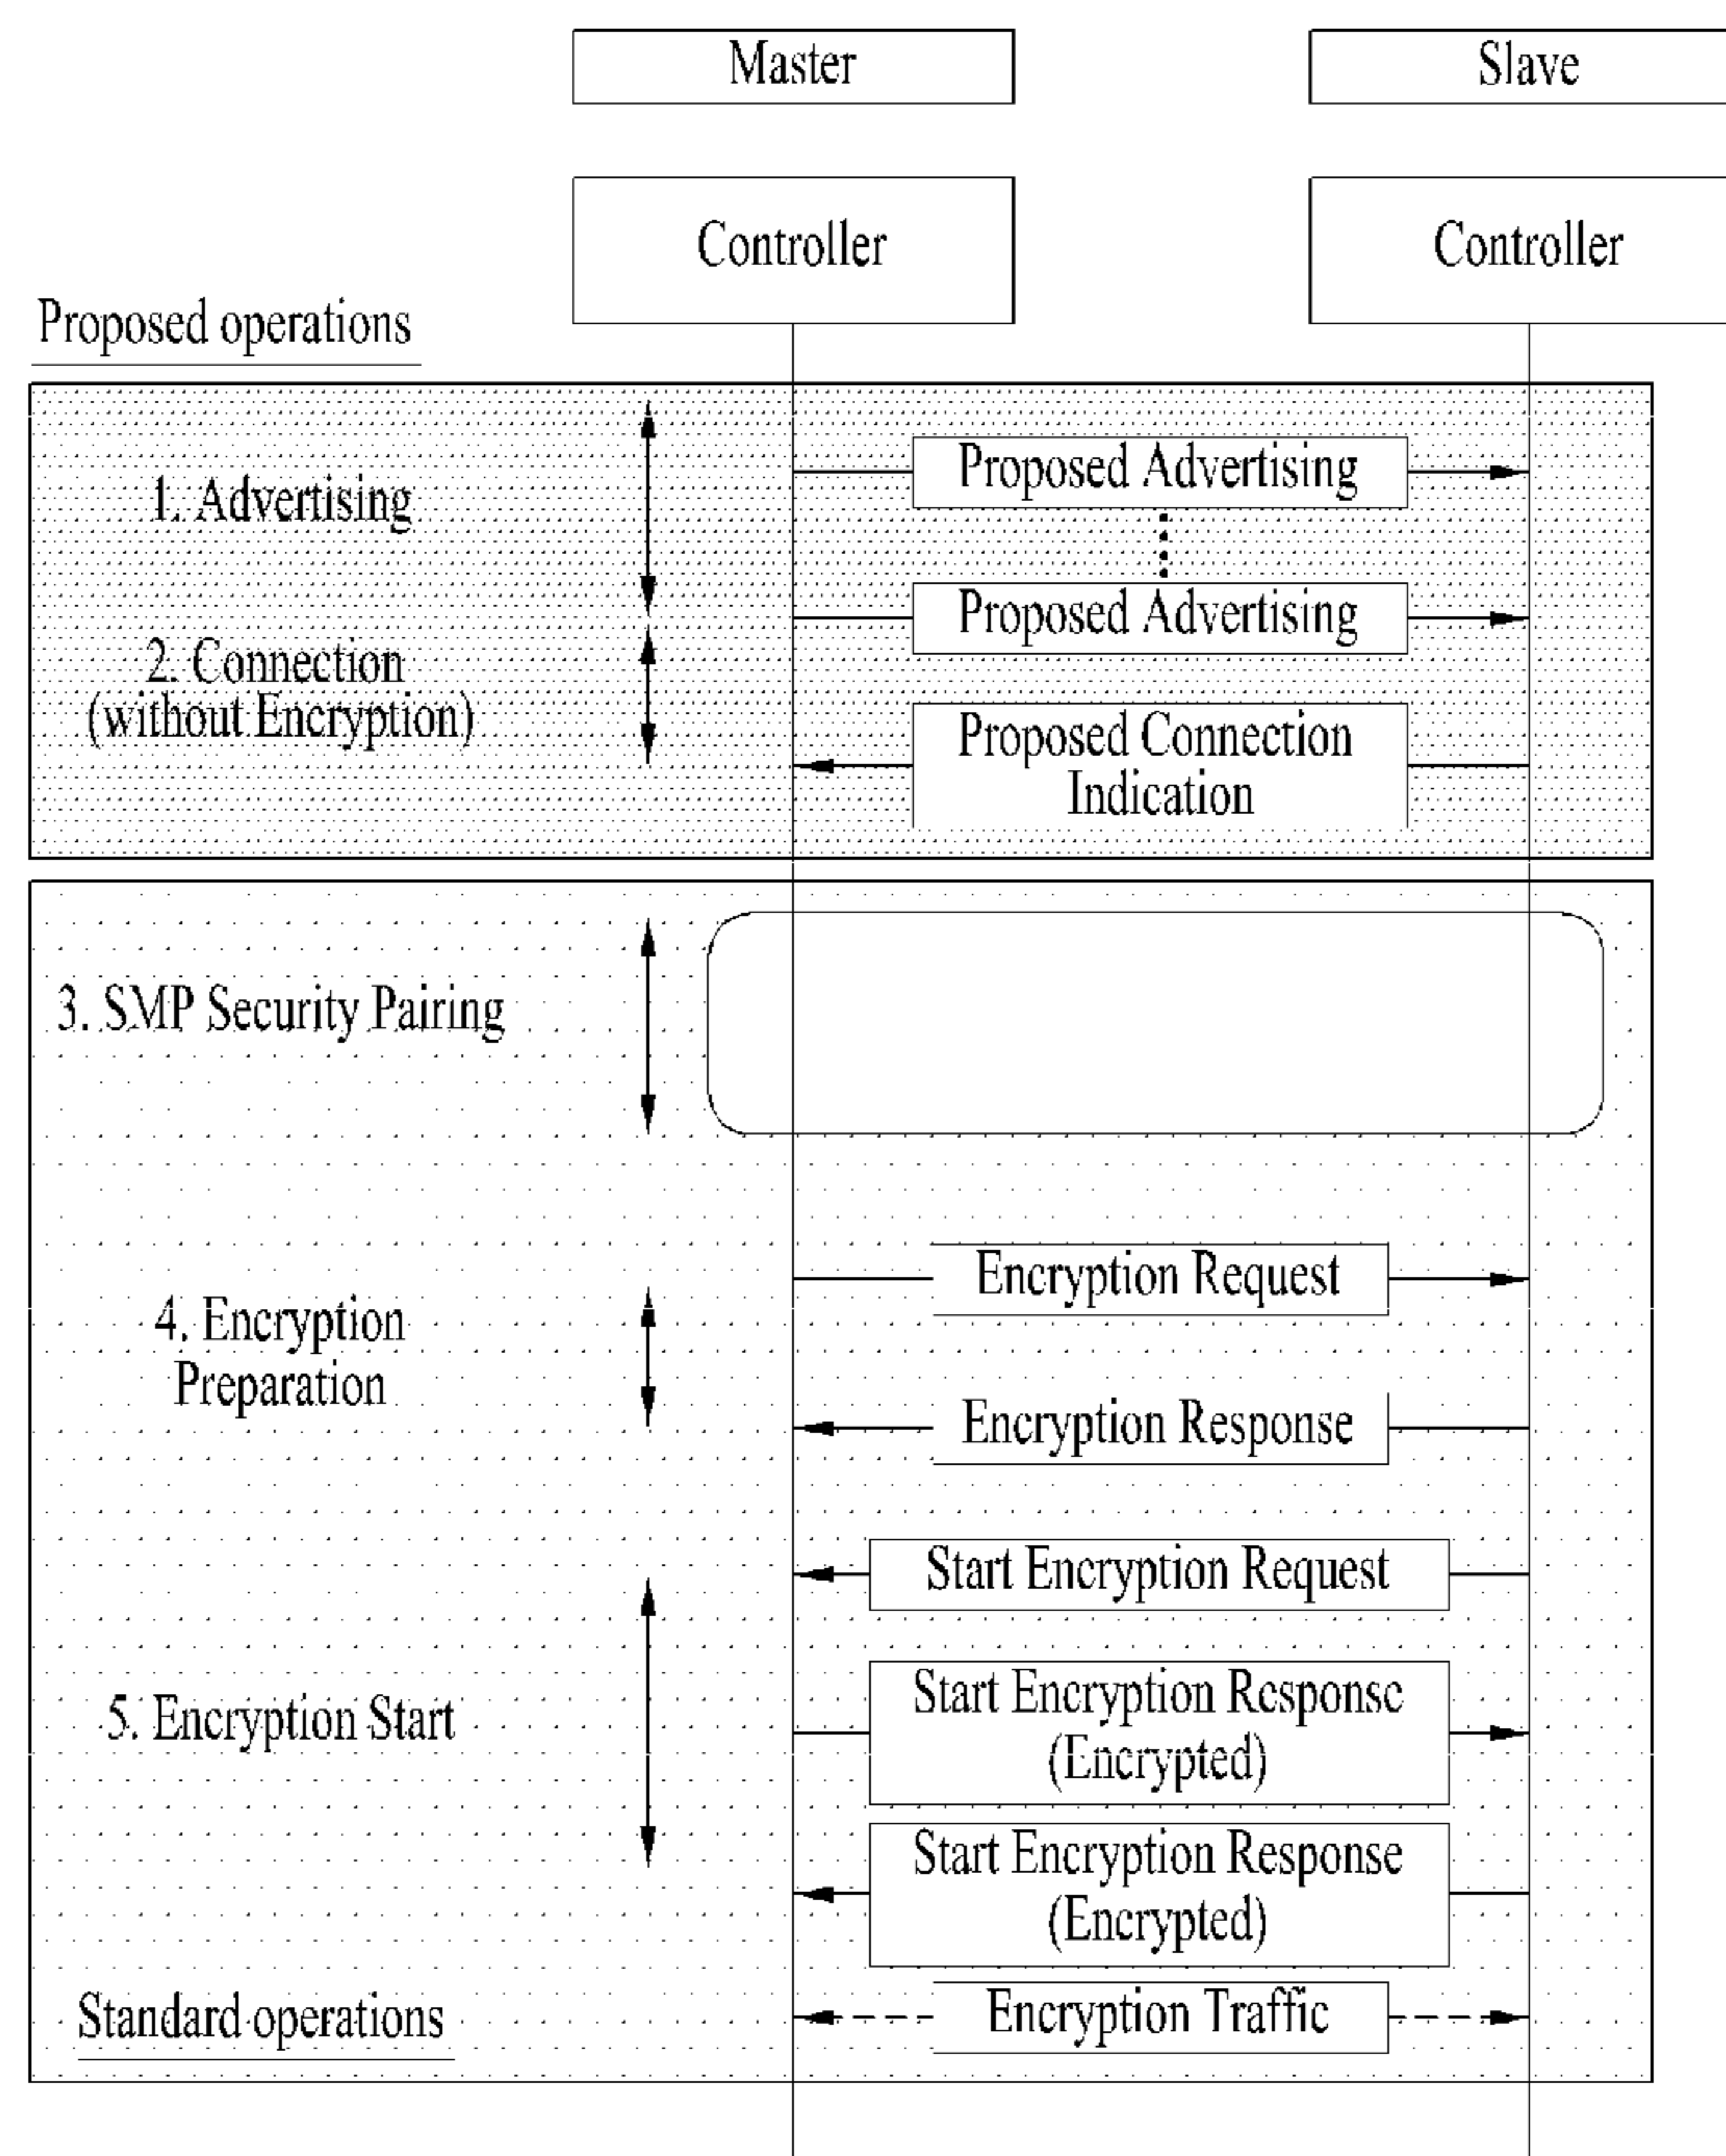 Master
Slave
Controller
Controller
Proposed operations
1. Advertising
Proposed Advertising
Proposed Advertising
2. Connection
(without Encryption)
Proposed Connection
Indication
3. SMP Security Pairing
4. Encryption
Preparation
Encryption Request
Encryption Response
5. Encryption Start
Start Encryption Request
Start Encryption Response
(Encrypted)
Start Encryption Response
(Encrypted)
Standard operations
Encryption Traffic